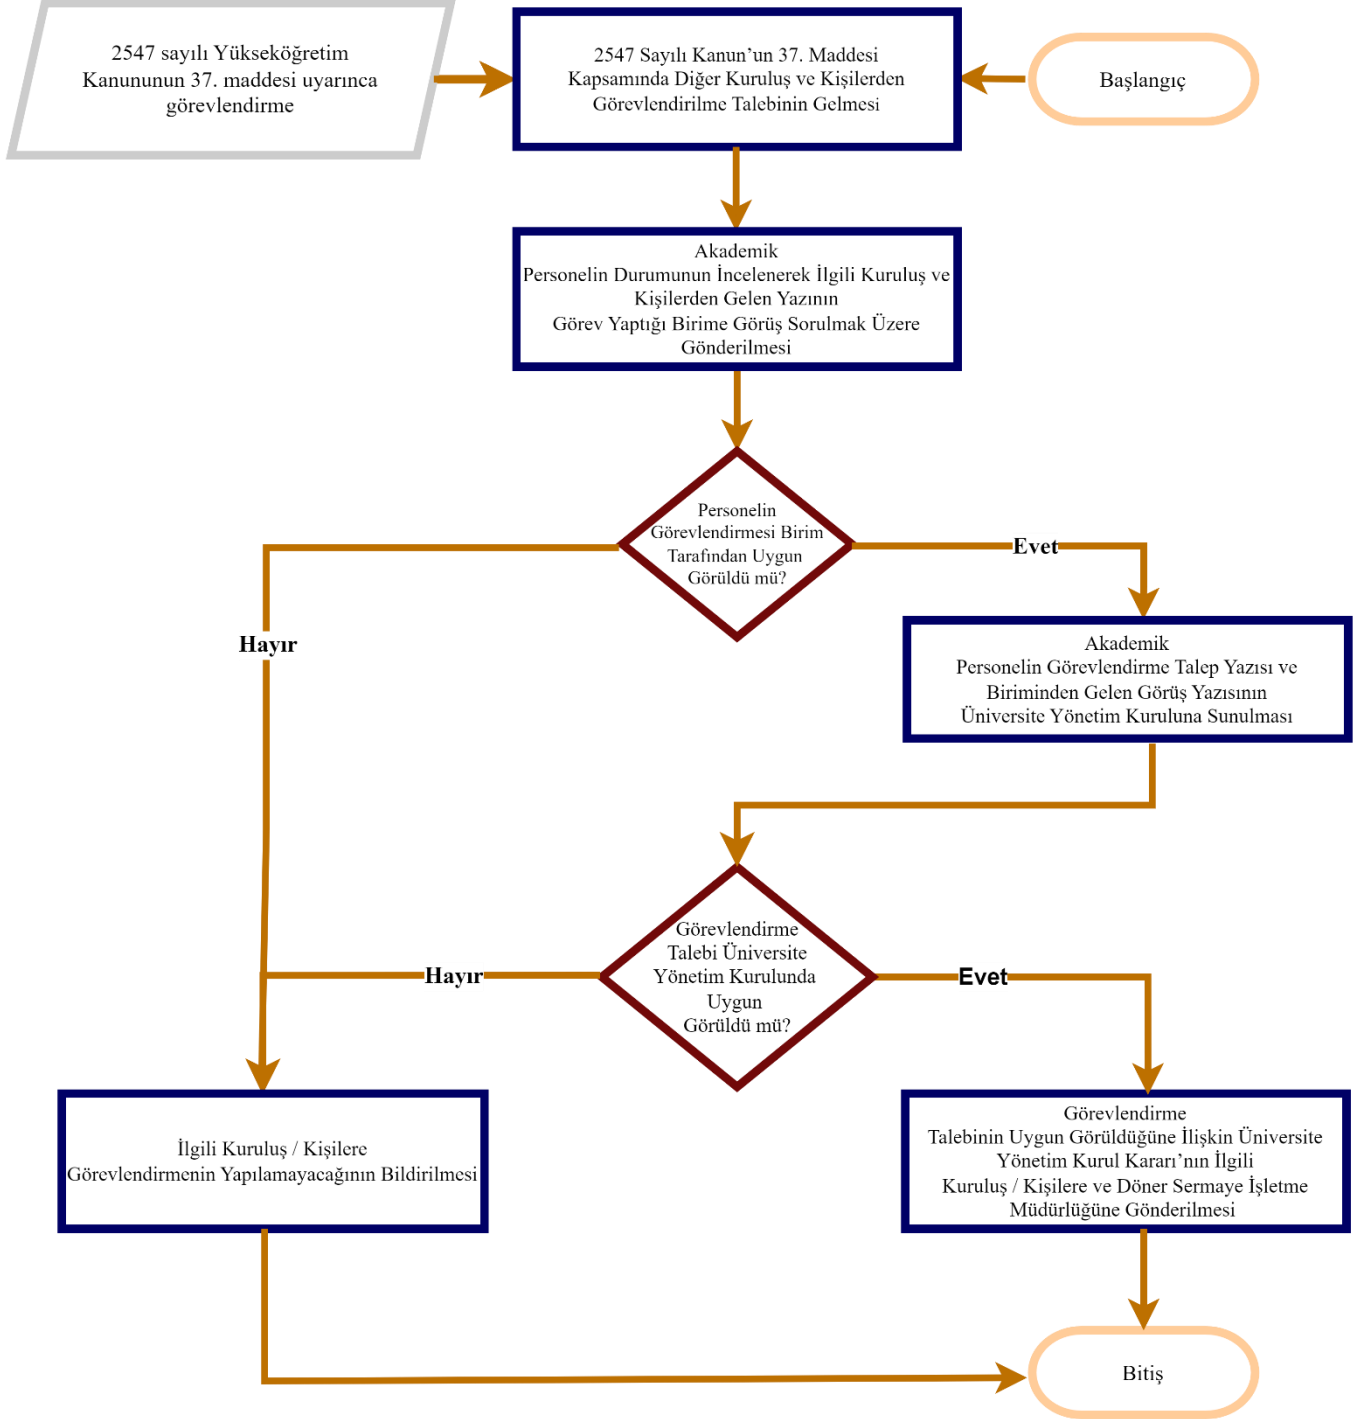 2547 sayılı Yükseköğretim
Kanununun 37. maddesi uyarınca
görevlendirme
2547 Sayılı Kanun’un 37. Maddesi
Kapsamında Diğer Kuruluş ve Kişilerden
Görevlendirilme Talebinin Gelmesi
Başlangıç
Akademik
Personelin Durumunun İncelenerek İlgili Kuruluş ve
Kişilerden Gelen Yazının
Görev Yaptığı Birime Görüş Sorulmak Üzere
Gönderilmesi
Personelin
Görevlendirmesi Birim
Tarafından Uygun
Görüldü mü?
Evet
Hayır
Akademik
Personelin Görevlendirme Talep Yazısı ve
Biriminden Gelen Görüş Yazısının
Üniversite Yönetim Kuruluna Sunulması
Görevlendirme
Talebi Üniversite
Yönetim Kurulunda
Uygun
Görüldü mü?
Hayır
Evet
İlgili Kuruluş / Kişilere
Görevlendirmenin Yapılamayacağının Bildirilmesi
Görevlendirme
Talebinin Uygun Görüldüğüne İlişkin Üniversite
Yönetim Kurul Kararı’nın İlgili
Kuruluş / Kişilere ve Döner Sermaye İşletme
Müdürlüğüne Gönderilmesi
Bitiş